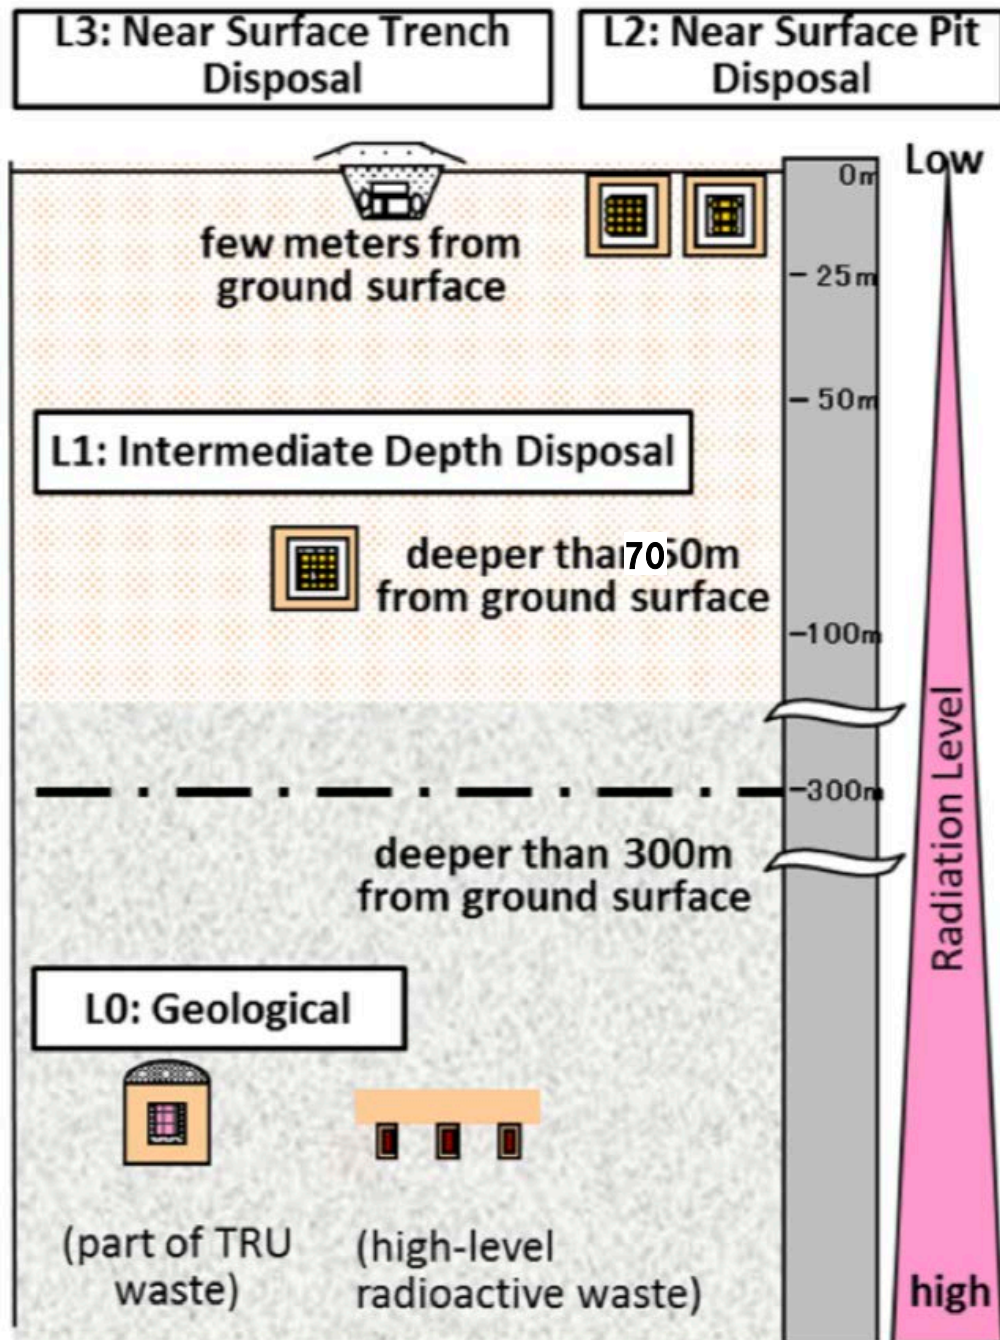 L3: Near Surface Trench
Disposal
L2: Near Surface Pit
Disposal
Low
0m
few meters from
ground surface
25m
50m
L1: Intermediate Depth Disposal
deeper than 7050m
from ground surface
100m
300m
deeper than 300m
from ground surface
Radiation Level
L0: Geological
(part of TRU
waste)
(high-level
radioactive waste)
high